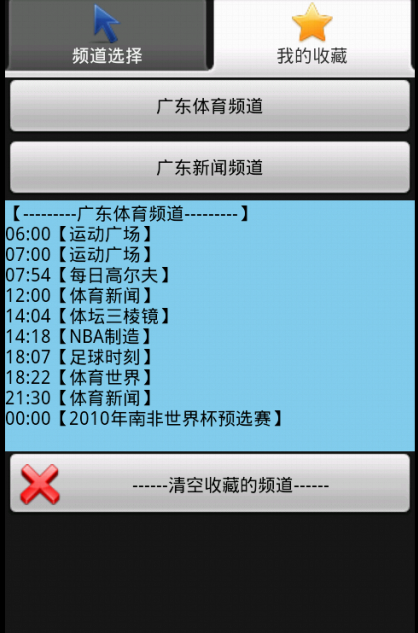 频道选择
我的收藏
广东体育频道
广东新闻频道
【---------广东体育频道---------】
06:00【运动广场】
07:00【运动广场】
07:54【每日高尔夫】
12:00【体育新闻】
14:04【体坛三棱镜】
14:18【NBA制造】
18:07【足球时刻】
18:22【体育世界】
21:30【体育新闻】
00:00【2010年南非世界杯预选赛】
------清空收藏的频道------